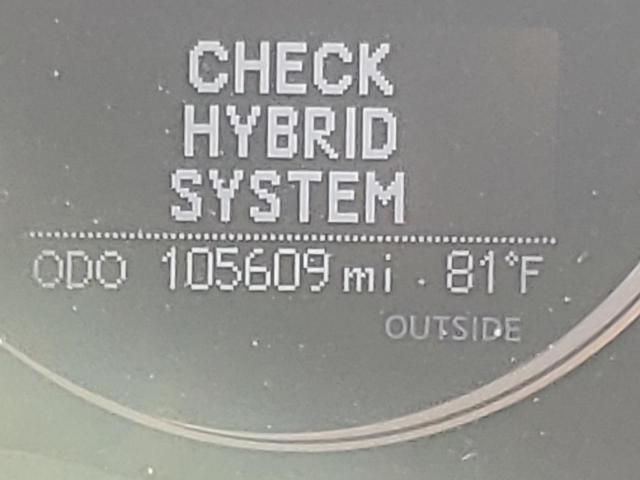 CHECK
HYBRID
SYSTEM
ODO 105609 mi 81°F
OUTSIDE